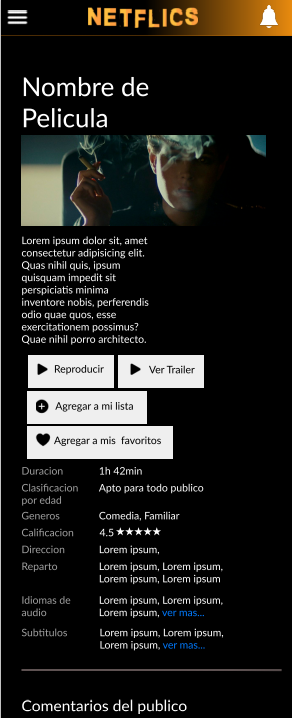 NETFLICS
Nombre de
Pelicula
Lorem ipsum dolor sit, amet
consectetur adipisicing elit.
Quas nihil quis, ipsum
quisquam impedit sit
perspiciatis minima
inventore nobis, perferendis
odio quae quos, esse
exercitationem possimus?
Quae nihil porro architecto.
Reproducir Ver Trailer
Agregar a mi lista
Agregar a mis favoritos
Duracion 1h 42min
Clasificacion Apto para todo publico
por edad
Generos Comedia, Familiar
Calificacion 4.5 ★★★★★
Direccion Lorem ipsum,
Reparto Lorem ipsum, Lorem ipsum,
Lorem ipsum, Lorem ipsum
Idiomas de Lorem ipsum, Lorem ipsum,
audio Lorem ipsum, ver mas...
Subtitulos Lorem ipsum, Lorem ipsum,
Lorem ipsum, ver mas...
Comentarios del publico